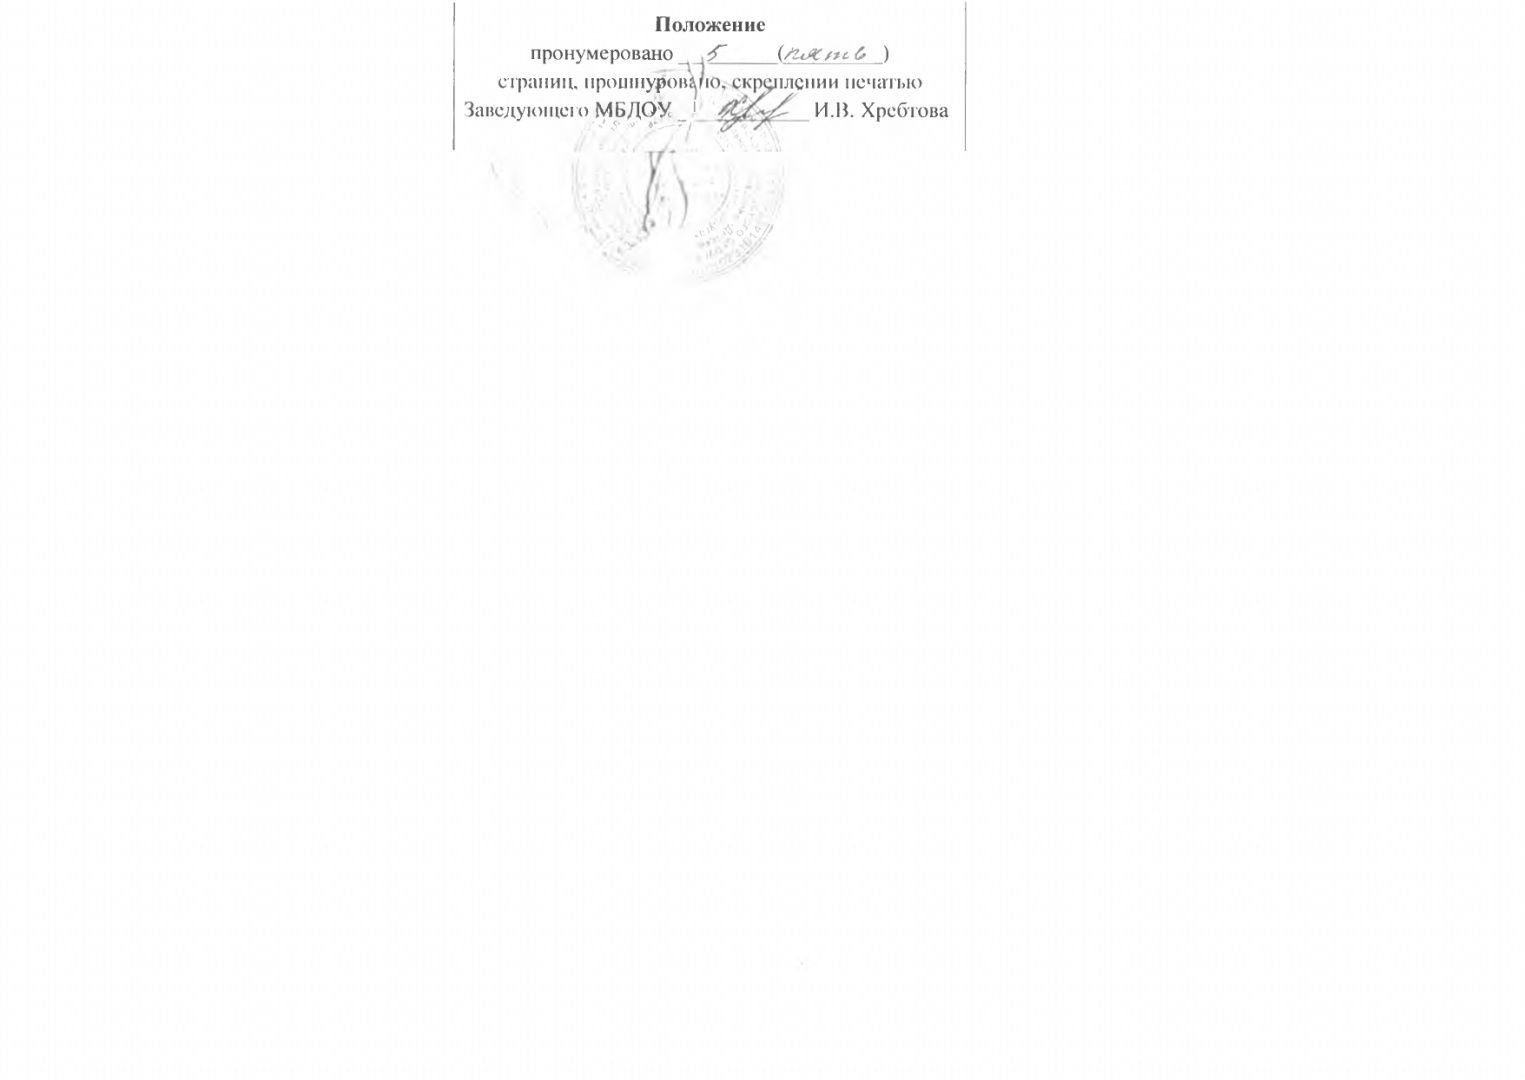 Положение
пронумеровано 5 (пять)
страниц, прошнуровано, скреплении печатью
Заведующего МБДОУ И.В. Хребтова